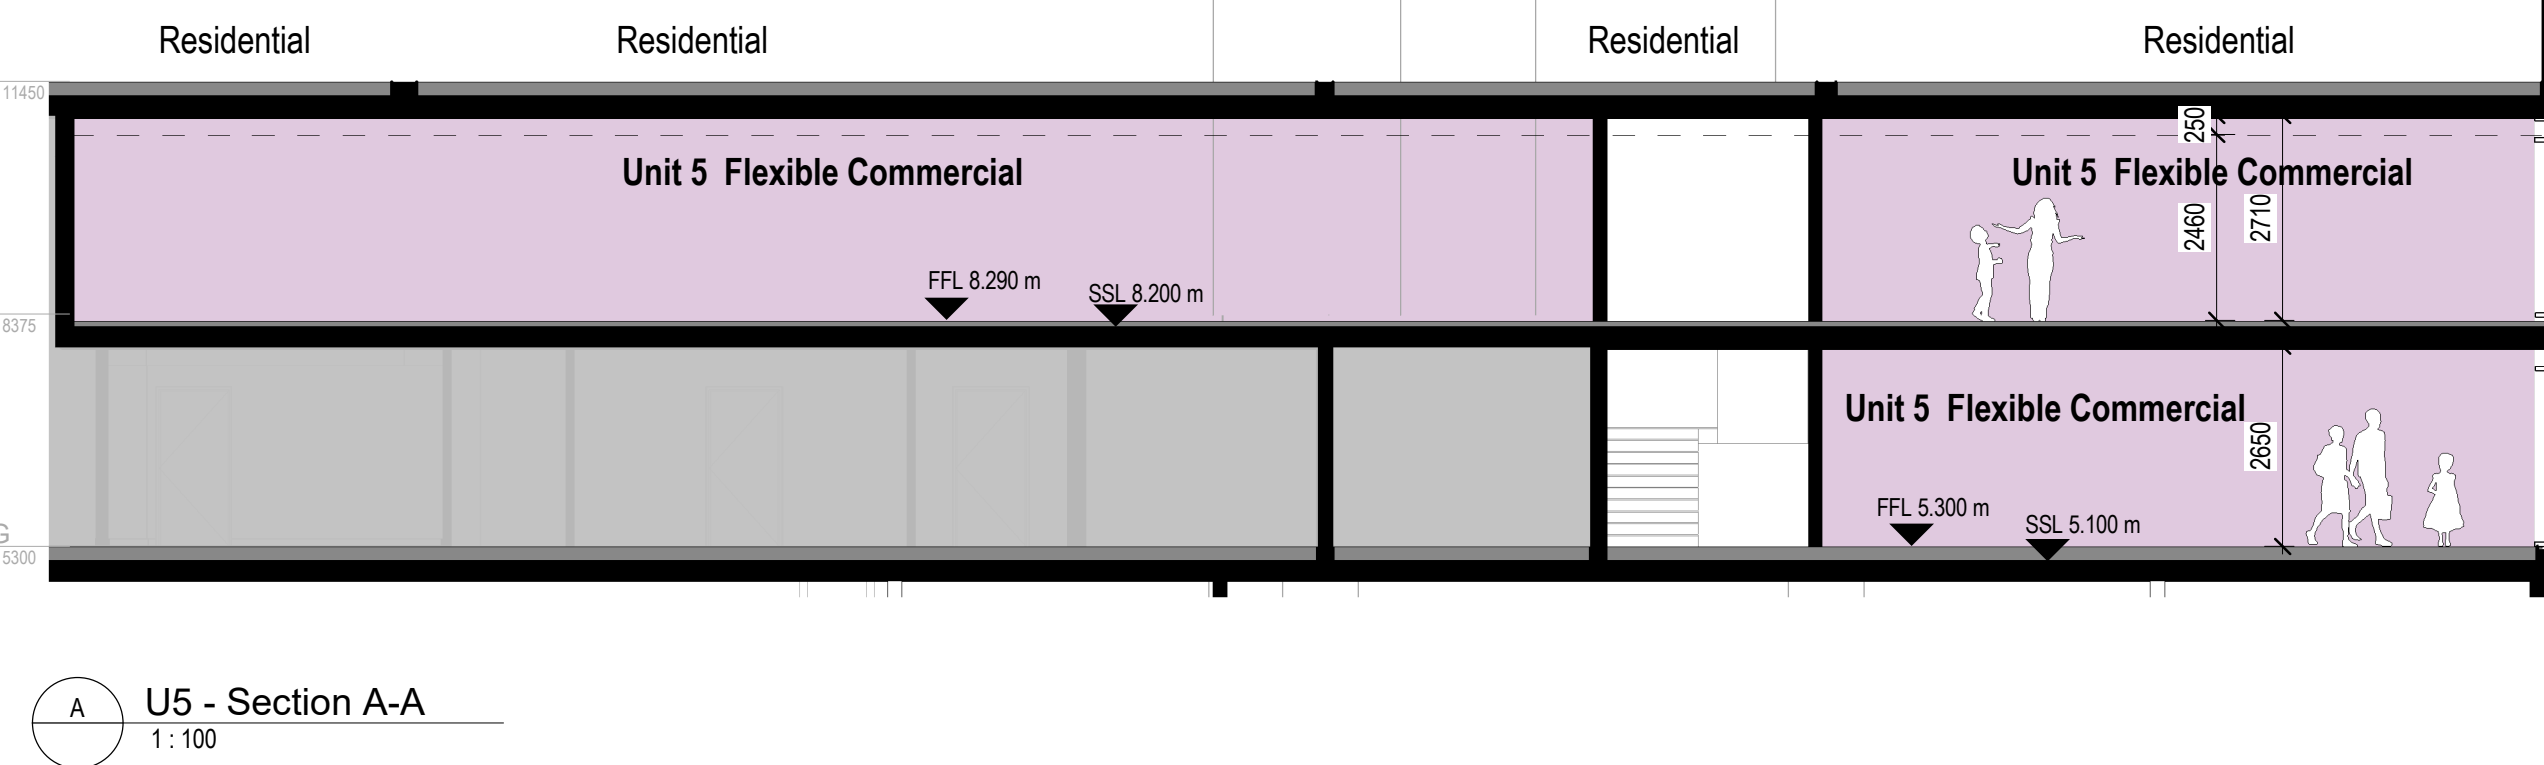 Residential
Residential
Residential
Residential
11450
250
Unit 5 Flexible Commercial
Unit 5 Flexible Commercial
2460
2710
FFL 8.290 m
SSL 8.200 m
8375
Unit 5 Flexible Commercial
2650
FFL 5.300 m
SSL 5.100 m
G
5300
A
U5 - Section A-A
1 : 100